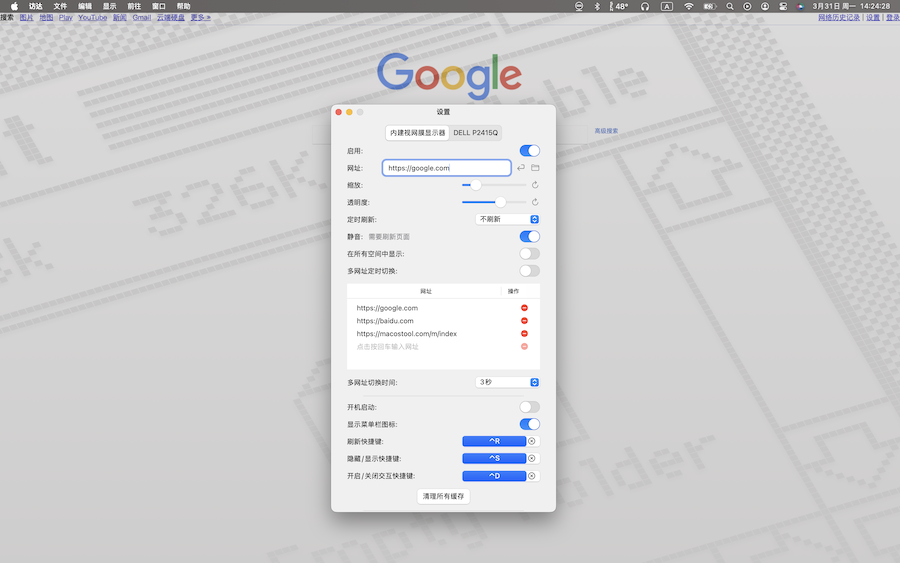 访达 文件 编辑 显示 前往 窗口 帮助 48° A 3月31日 周一 14:24:28
搜索 图片 地图 Play YouTube 新闻 Gmail 云端硬盘 更多 » 网络历史记录 | 设置 | 登录
Google
高级搜索
326K
Empty Folder
设置
内建视网膜显示器 DELL P2415Q
启用:
网址: https://google.com
缩放:
透明度:
定时刷新: 不刷新
静音: 需要刷新页面
在所有空间中显示:
多网址定时切换:
网址 操作
https://google.com
https://baidu.com
https://macostool.com/m/index
点击按回车输入网址
多网址切换时间: 3秒
开机启动:
显示菜单栏图标:
刷新快捷键: ^R
隐藏/显示快捷键: ^S
开启/关闭交互快捷键: ^D
清理所有缓存